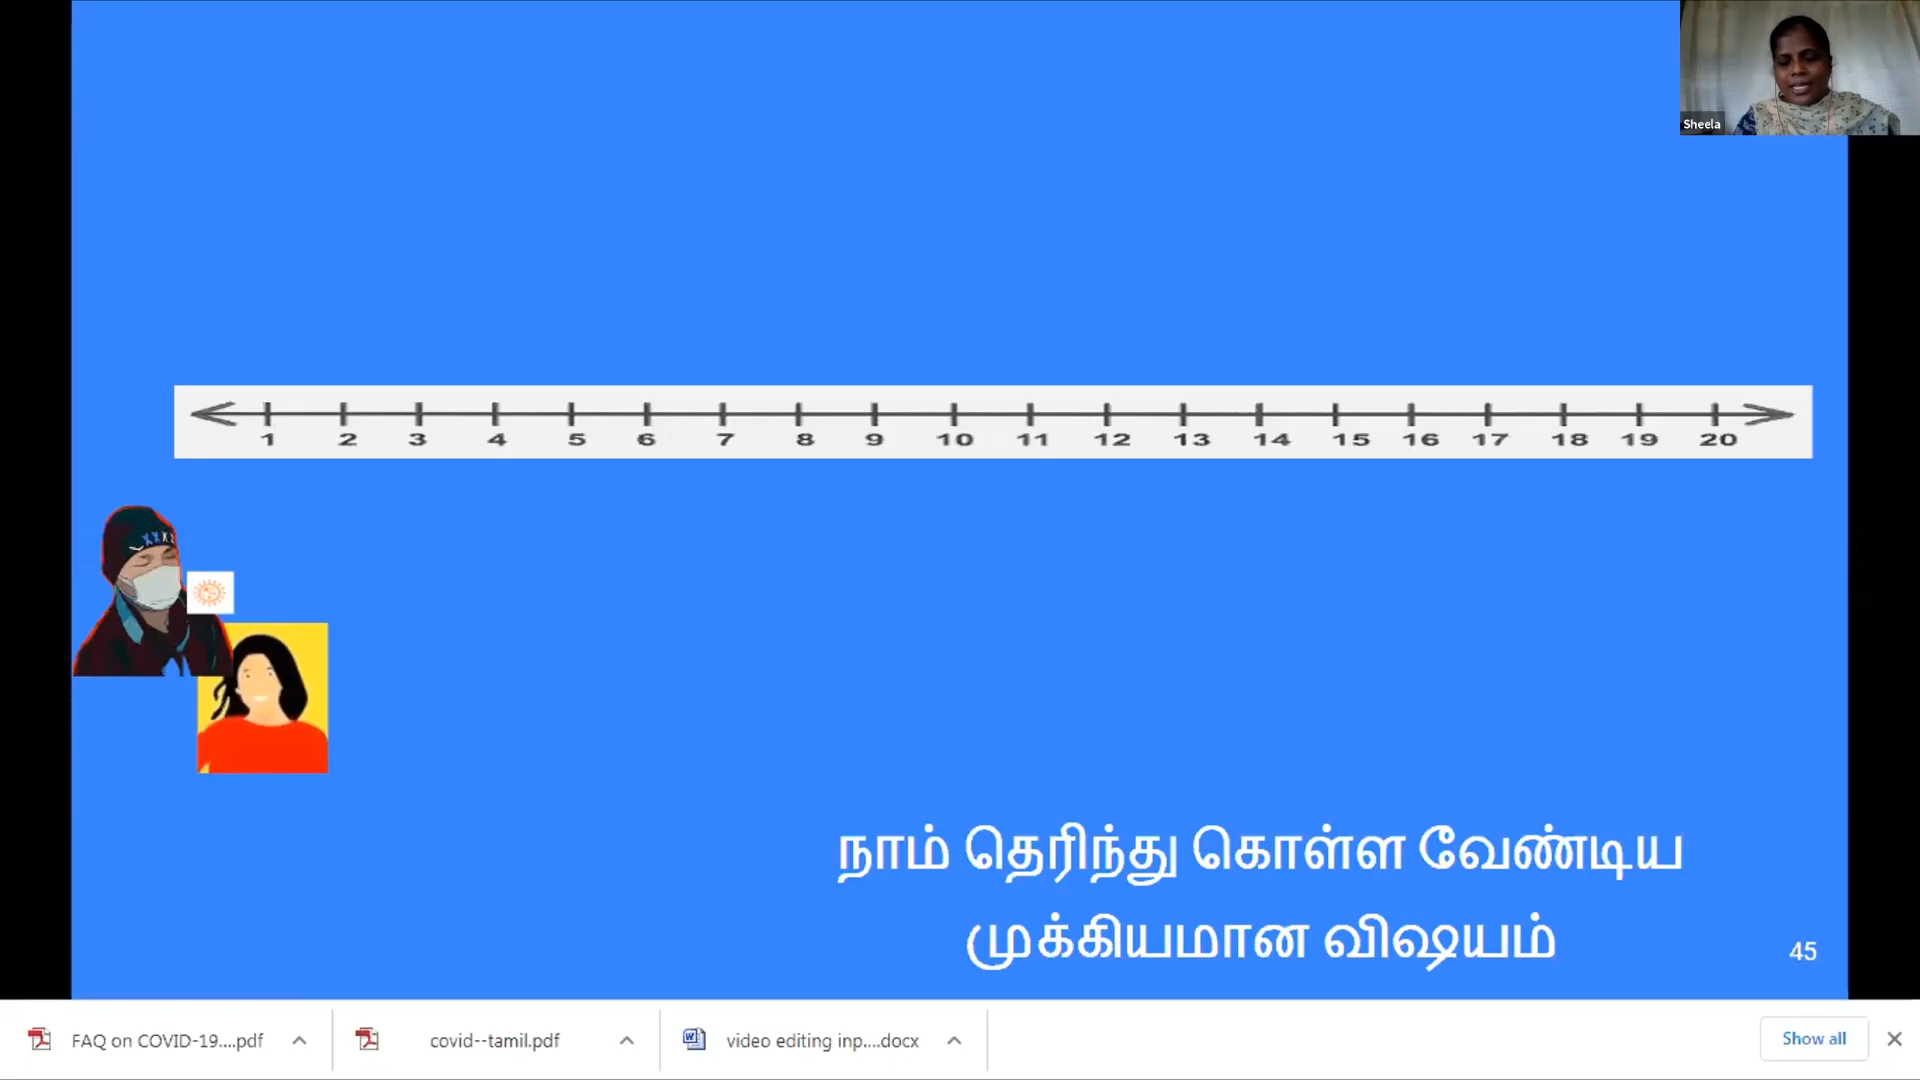 Sheela
1 2 3 4 5 6 7 8 9 10 11 12 13 14 15 16 17 18 19 20
நாம் தெரிந்து கொள்ள வேண்டிய
முக்கியமான விஷயம்
45
FAQ on COVID-19....pdf
covid--tamil.pdf
video editing inp....docx
Show all